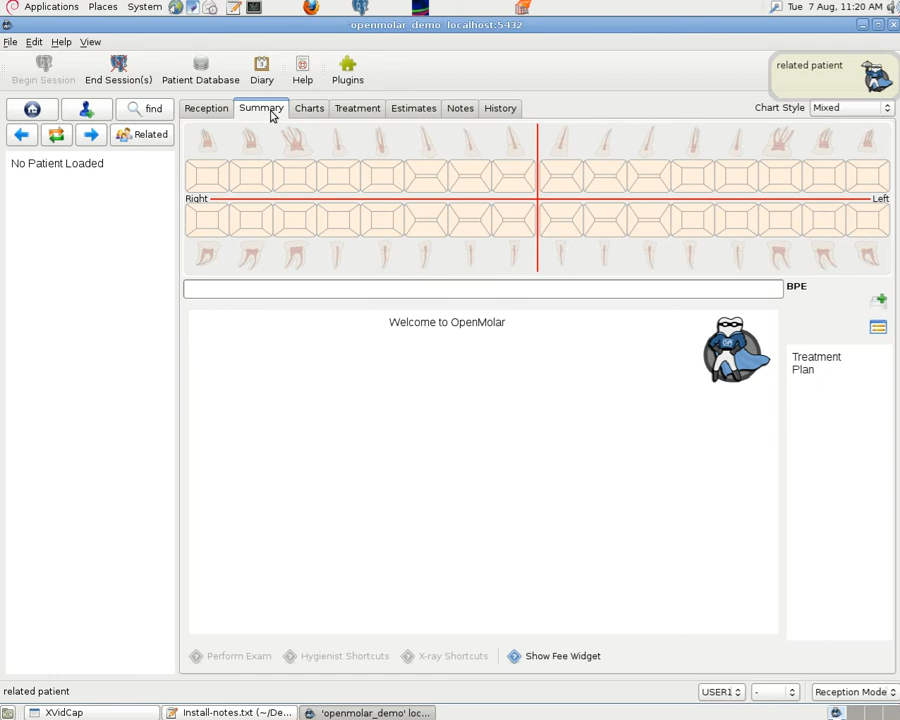 Applications Places System Tue 7 Aug, 11:20 AM
'openmolar_demo' localhost:5432
File Edit Help View
Begin Session End Session(s) Patient Database Diary Help Plugins
related patient
find Reception Summary Charts Treatment Estimates Notes History Chart Style Mixed
Related
No Patient Loaded
Right Left
BPE
Welcome to OpenMolar
Treatment
Plan
Perform Exam Hygienist Shortcuts X-ray Shortcuts Show Fee Widget
related patient USER1 - Reception Mode
XVidCap Install-notes.txt (~/De... 'openmolar_demo' loc...